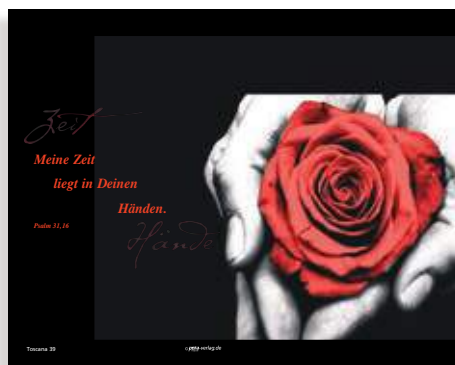 Zeit
Meine Zeit
liegt in Deinen
Händen.
Psalm 31,16
Hände
Toscana 39